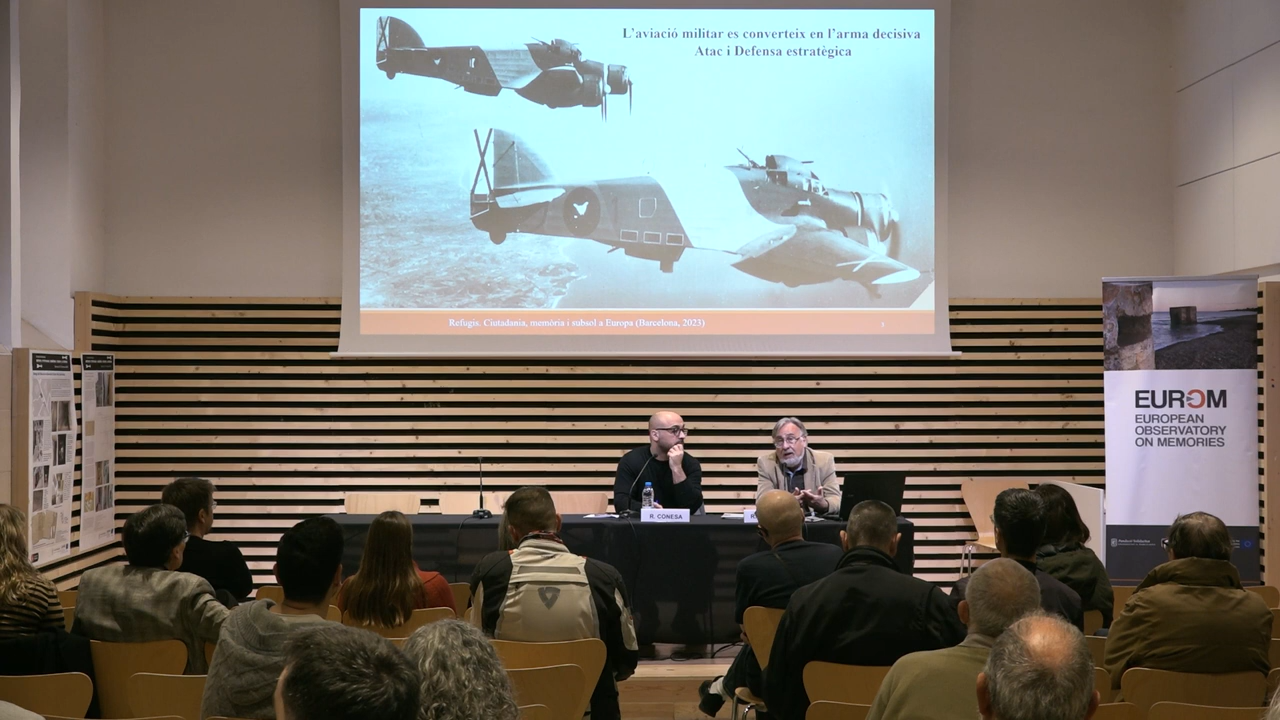 L'aviació militar es converteix en l'arma decisiva
Atac i Defensa estratègica
Refugis. Ciutadania, memòria i subsol a Europa (Barcelona, 2023)
EUROM
EUROPEAN
OBSERVATORY
ON MEMORIES
R. CONESA